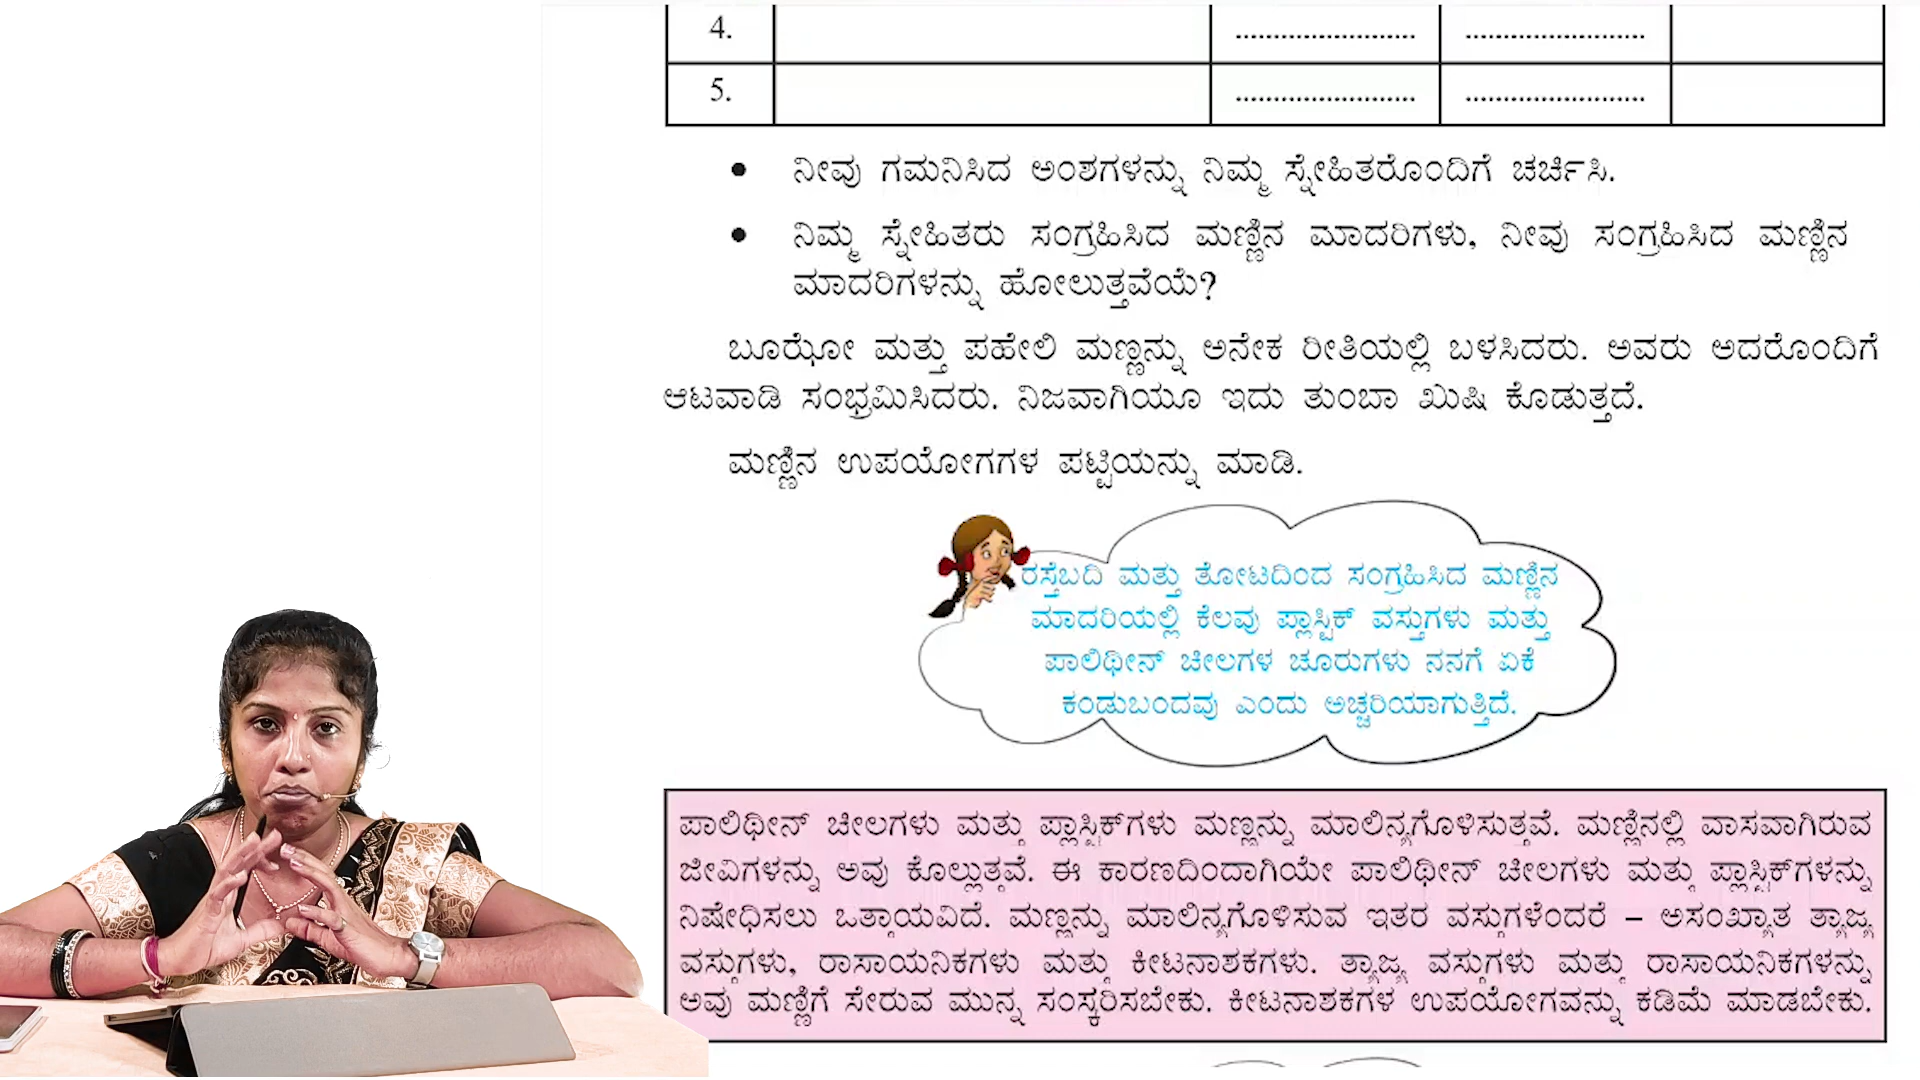 4. ........................ ........................
5. ........................ ........................
• ನೀವು ಗಮನಿಸಿದ ಅಂಶಗಳನ್ನು ನಿಮ್ಮ ಸ್ನೇಹಿತರೊಂದಿಗೆ ಚರ್ಚಿಸಿ.
• ನಿಮ್ಮ ಸ್ನೇಹಿತರು ಸಂಗ್ರಹಿಸಿದ ಮಣ್ಣಿನ ಮಾದರಿಗಳು, ನೀವು ಸಂಗ್ರಹಿಸಿದ ಮಣ್ಣಿನ
ಮಾದರಿಗಳನ್ನು ಹೋಲುತ್ತವೆಯೆ?
ಬೂಝೋ ಮತ್ತು ಪಹೇಲಿ ಮಣ್ಣನ್ನು ಅನೇಕ ರೀತಿಯಲ್ಲಿ ಬಳಸಿದರು. ಅವರು ಅದರೊಂದಿಗೆ
ಆಟವಾಡಿ ಸಂಭ್ರಮಿಸಿದರು. ನಿಜವಾಗಿಯೂ ಇದು ತುಂಬಾ ಖುಷಿ ಕೊಡುತ್ತದೆ.
ಮಣ್ಣಿನ ಉಪಯೋಗಗಳ ಪಟ್ಟಿಯನ್ನು ಮಾಡಿ.
ರಸ್ತೆಬದಿ ಮತ್ತು ತೋಟದಿಂದ ಸಂಗ್ರಹಿಸಿದ ಮಣ್ಣಿನ
ಮಾದರಿಯಲ್ಲಿ ಕೆಲವು ಪ್ಲಾಸ್ಟಿಕ್ ವಸ್ತುಗಳು ಮತ್ತು
ಪಾಲಿಥೀನ್ ಚೀಲಗಳ ಚೂರುಗಳು ನನಗೆ ಏಕೆ
ಕಂಡುಬಂದವು ಎಂದು ಅಚ್ಚರಿಯಾಗುತ್ತಿದೆ.
ಪಾಲಿಥೀನ್ ಚೀಲಗಳು ಮತ್ತು ಪ್ಲಾಸ್ಟಿಕ್‌ಗಳು ಮಣ್ಣನ್ನು ಮಾಲಿನ್ಯಗೊಳಿಸುತ್ತವೆ. ಮಣ್ಣಿನಲ್ಲಿ ವಾಸವಾಗಿರುವ
ಜೀವಿಗಳನ್ನು ಅವು ಕೊಲ್ಲುತ್ತವೆ. ಈ ಕಾರಣದಿಂದಾಗಿಯೇ ಪಾಲಿಥೀನ್ ಚೀಲಗಳು ಮತ್ತು ಪ್ಲಾಸ್ಟಿಕ್‌ಗಳನ್ನು
ನಿಷೇಧಿಸಲು ಒತ್ತಾಯವಿದೆ. ಮಣ್ಣನ್ನು ಮಾಲಿನ್ಯಗೊಳಿಸುವ ಇತರ ವಸ್ತುಗಳೆಂದರೆ – ಅಸಂಖ್ಯಾತ ತ್ಯಾಜ್ಯ
ವಸ್ತುಗಳು, ರಾಸಾಯನಿಕಗಳು ಮತ್ತು ಕೀಟನಾಶಕಗಳು. ತ್ಯಾಜ್ಯ ವಸ್ತುಗಳು ಮತ್ತು ರಾಸಾಯನಿಕಗಳನ್ನು
ಅವು ಮಣ್ಣಿಗೆ ಸೇರುವ ಮುನ್ನ ಸಂಸ್ಕರಿಸಬೇಕು. ಕೀಟನಾಶಕಗಳ ಉಪಯೋಗವನ್ನು ಕಡಿಮೆ ಮಾಡಬೇಕು.